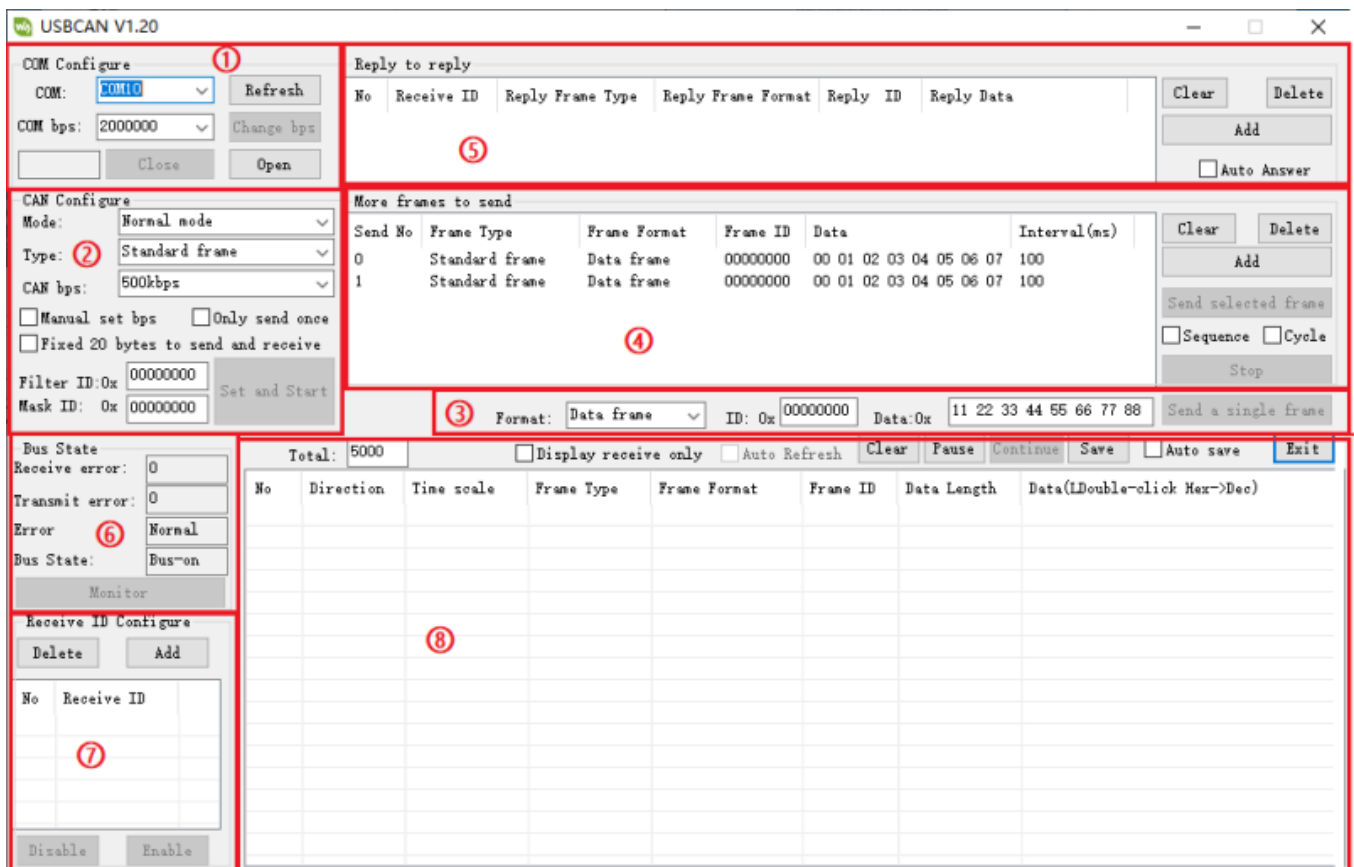 USBCAN V1.20
COM Configure
①
COM: COM10 Refresh
COM bps: 2000000 Change bps
Close Open
Reply to reply
No Receive ID Reply Frame Type Reply Frame Format Reply ID Reply Data
⑤
Clear Delete
Add
Auto Answer
CAN Configure
Mode: Normal mode
Type: ② Standard frame
CAN bps: 500kbps
Manual set bps Only send once
Fixed 20 bytes to send and receive
Filter ID:0x 00000000
Mask ID: 0x 00000000
Set and Start
More frames to send
Send No Frame Type Frame Format Frame ID Data Interval(ms)
0 Standard frame Data frame 00000000 00 01 02 03 04 05 06 07 100
1 Standard frame Data frame 00000000 00 01 02 03 04 05 06 07 100
④
Clear Delete
Add
Send selected frame
Sequence Cycle
Stop
③ Format: Data frame ID: 0x 00000000 Data:0x 11 22 33 44 55 66 77 88 Send a single frame
Bus State
Receive error: 0
Transmit error: 0
Error ⑥ Normal
Bus State: Bus-on
Monitor
Total: 5000 Display receive only Auto Refresh Clear Pause Continue Save Auto save Exit
No Direction Time scale Frame Type Frame Format Frame ID Data Length Data(LDouble-click Hex->Dec)
⑧
Receive ID Configure
Delete Add
No Receive ID
⑦
Disable Enable